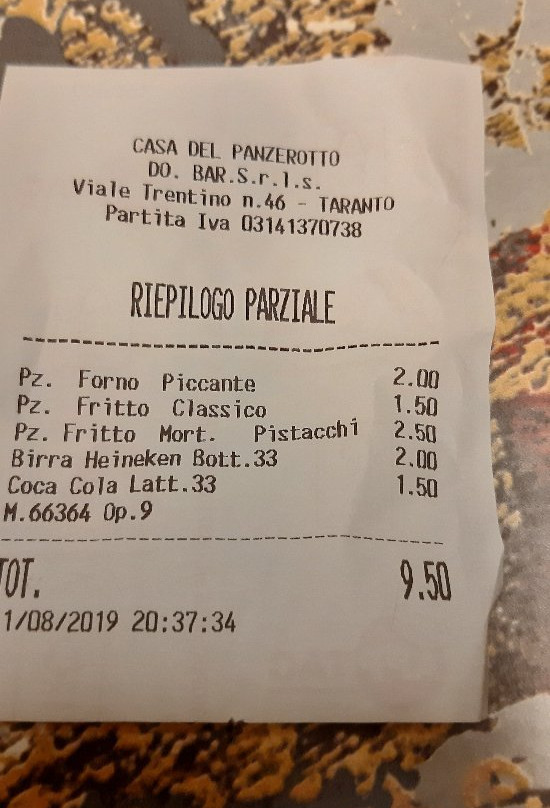 CASA DEL PANZEROTTO
DO. BAR.S.r.l.s.
Viale Trentino n.46 - TARANTO
Partita Iva 03141370738
RIEPILOGO PARZIALE
Pz. Forno Piccante 2.00
Pz. Fritto Classico 1.50
Pz. Fritto Mort. Pistacchi 2.50
Birra Heineken Bott.33 2.00
Coca Cola Latt.33 1.50
M.66364 Op.9
TOT. 9.50
1/08/2019 20:37:34